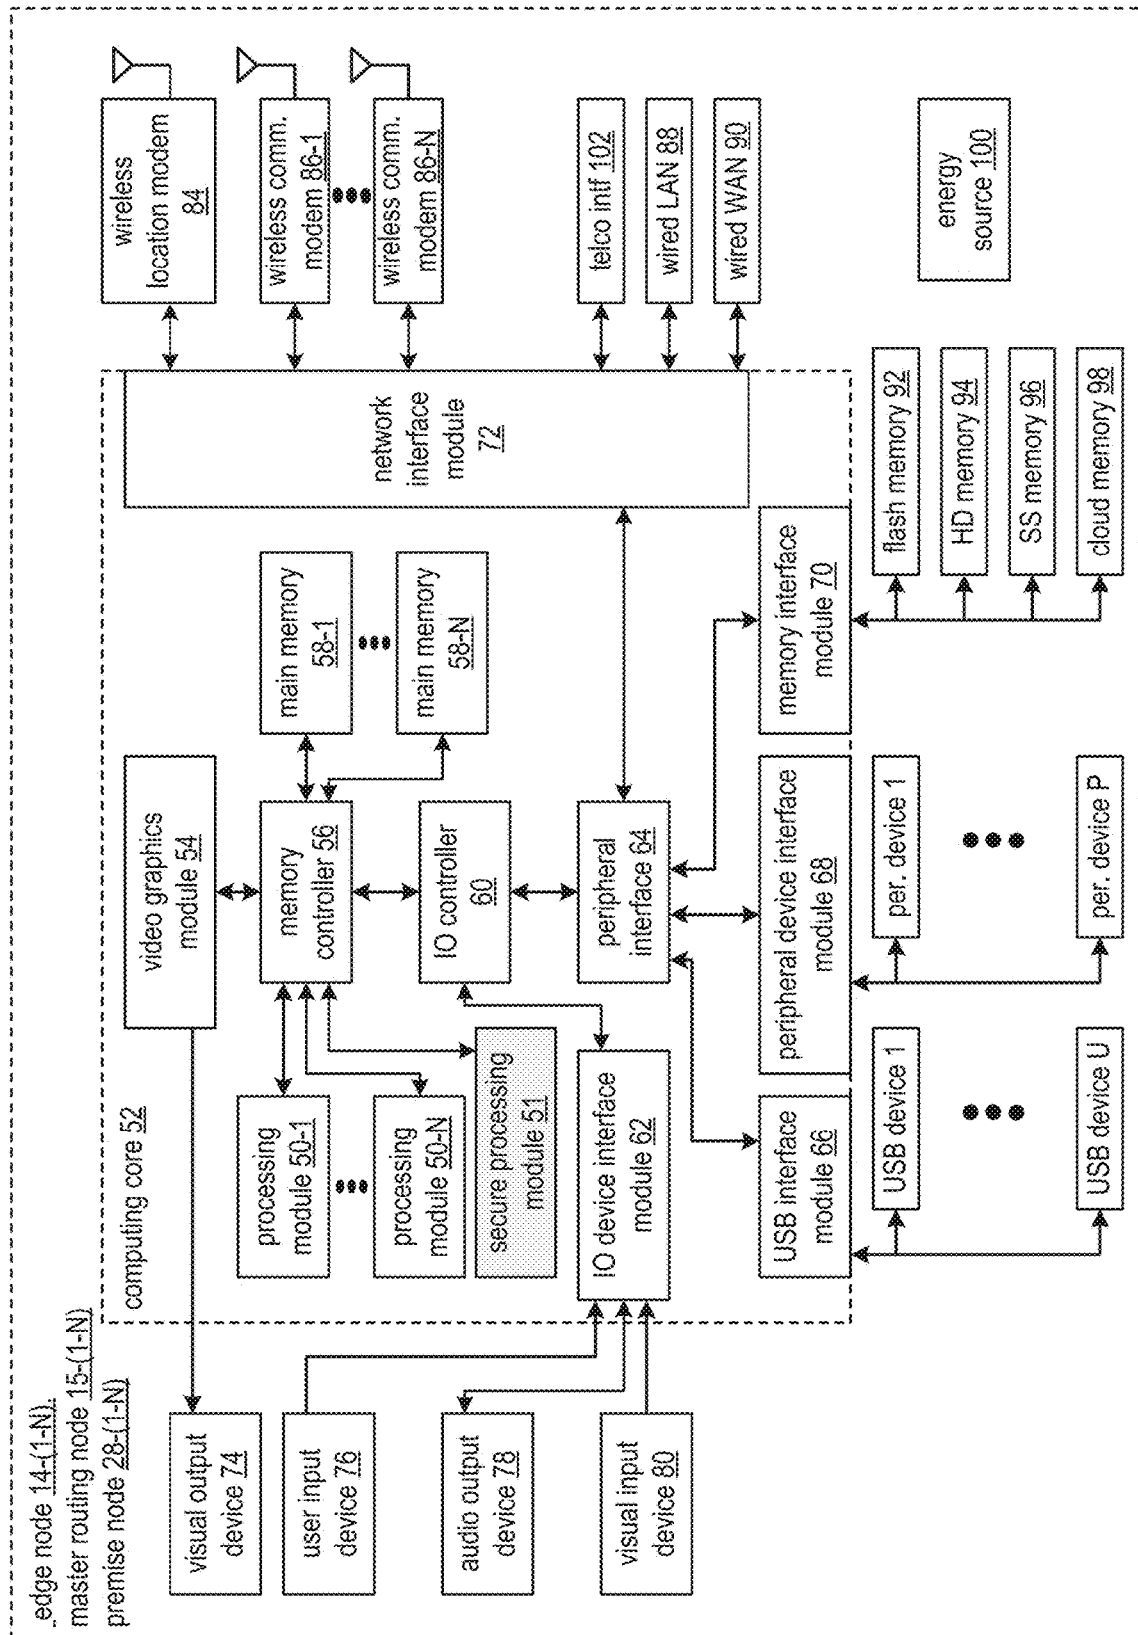 edge node 14-(1-N),
master routing node 15-(1-N)
premise node 28-(1-N)
computing core 52
visual output
device 74
user input
device 76
audio output
device 78
visual input
device 80
video graphics
module 54
processing
module 50-1
processing
module 50-N
secure processing
module 51
memory
controller 56
main memory
58-1
main memory
58-N
IO controller
60
IO device interface
module 62
peripheral
interface 64
USB interface
module 66
peripheral device interface
module 68
memory interface
module 70
network
interface
module
72
wireless
location modem
84
wireless comm.
modem 86-1
wireless comm.
modem 86-N
telco intf 102
wired LAN 88
wired WAN 90
USB device 1
USB device U
per. device 1
per. device P
flash memory 92
HD memory 94
SS memory 96
cloud memory 98
energy
source 100